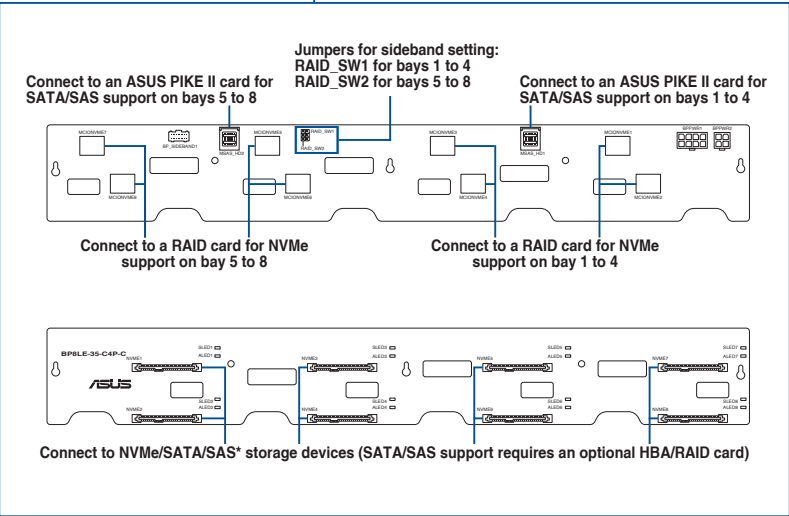 Jumpers for sideband setting:
RAID_SW1 for bays 1 to 4
RAID_SW2 for bays 5 to 8
Connect to an ASUS PIKE II card for
SATA/SAS support on bays 5 to 8
Connect to an ASUS PIKE II card for
SATA/SAS support on bays 1 to 4
MCIONVME7
BP_SIDEBAND1
MSAS_HD2
MCIONVME5
RAID_SW1
RAID_SW2
MCIONVME3
MSAS_HD1
MCIONVME1
BPPWR1
BPPWR2
MCIONVME8
MCIONVME6
MCIONVME4
MCIONVME2
Connect to a RAID card for NVMe
support on bay 5 to 8
Connect to a RAID card for NVMe
support on bay 1 to 4
BP8LE-35-C4P-C
NVME1
SLED1
ALED1
NVME3
SLED3
ALED3
NVME5
SLED5
ALED5
NVME7
SLED7
ALED7
ASUS
NVME2
SLED2
ALED2
NVME4
SLED4
ALED4
NVME6
SLED6
ALED6
NVME8
SLED8
ALED8
Connect to NVMe/SATA/SAS* storage devices (SATA/SAS support requires an optional HBA/RAID card)